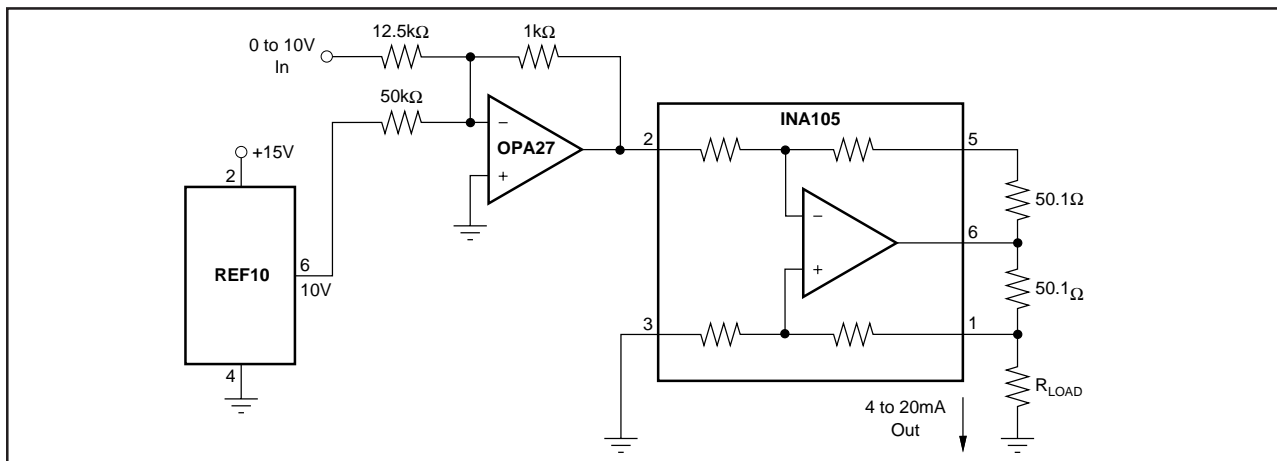 12.5kΩ
1kΩ
0 to 10V
In
50kΩ
INA105
−
OPA27
+
2
5
+15V
2
50.1Ω
−
6
REF10
6
10V
+
50.1Ω
3
1
4
RLOAD
4 to 20mA
Out